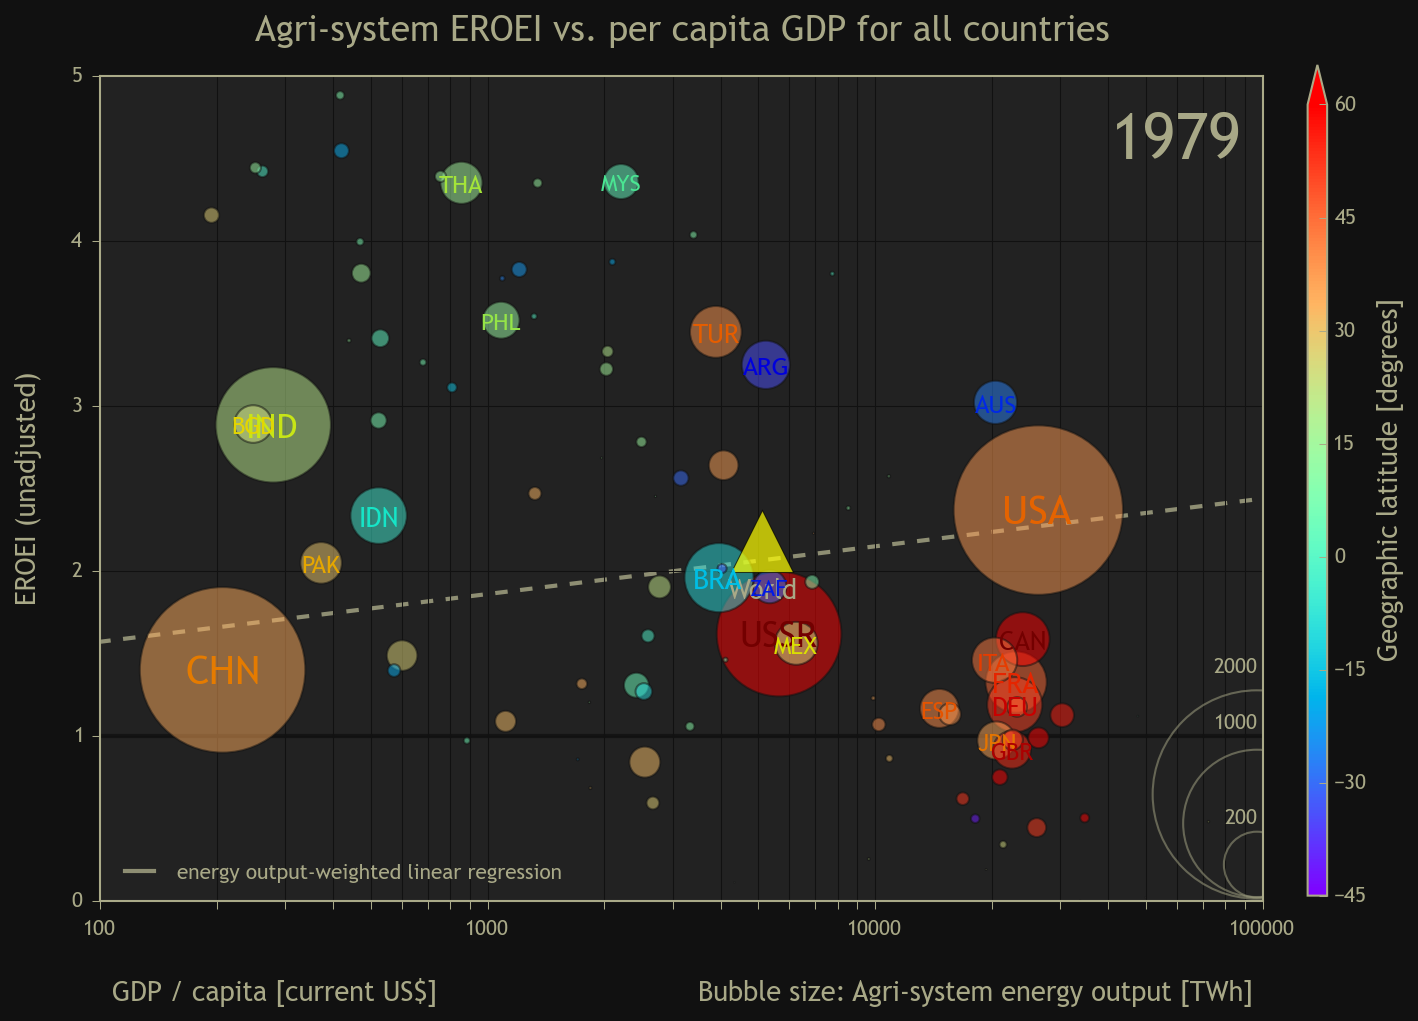 Agri-system EROEI vs. per capita GDP for all countries
1979
EROEI (unadjusted)
5
4
3
2
1
0
THA
MYS
PHL
TUR
ARG
AUS
BGD
IND
USA
IDN
PAK
BRA
ZAF
World
USSR
MEX
CHN
CAN
ITA
FRA
DEU
ESP
JPN
GBR
2000
1000
200
energy output-weighted linear regression
100
1000
10000
100000
GDP / capita [current US$]
Bubble size: Agri-system energy output [TWh]
60
45
30
15
0
−15
−30
−45
Geographic latitude [degrees]